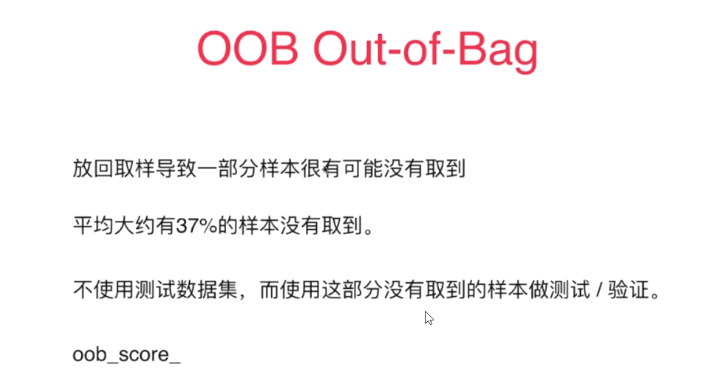 OOB Out-of-Bag
放回取样导致一部分样本很有可能没有取到
平均大约有37%的样本没有取到。
不使用测试数据集，而使用这部分没有取到的样本做测试 / 验证。
oob_score_